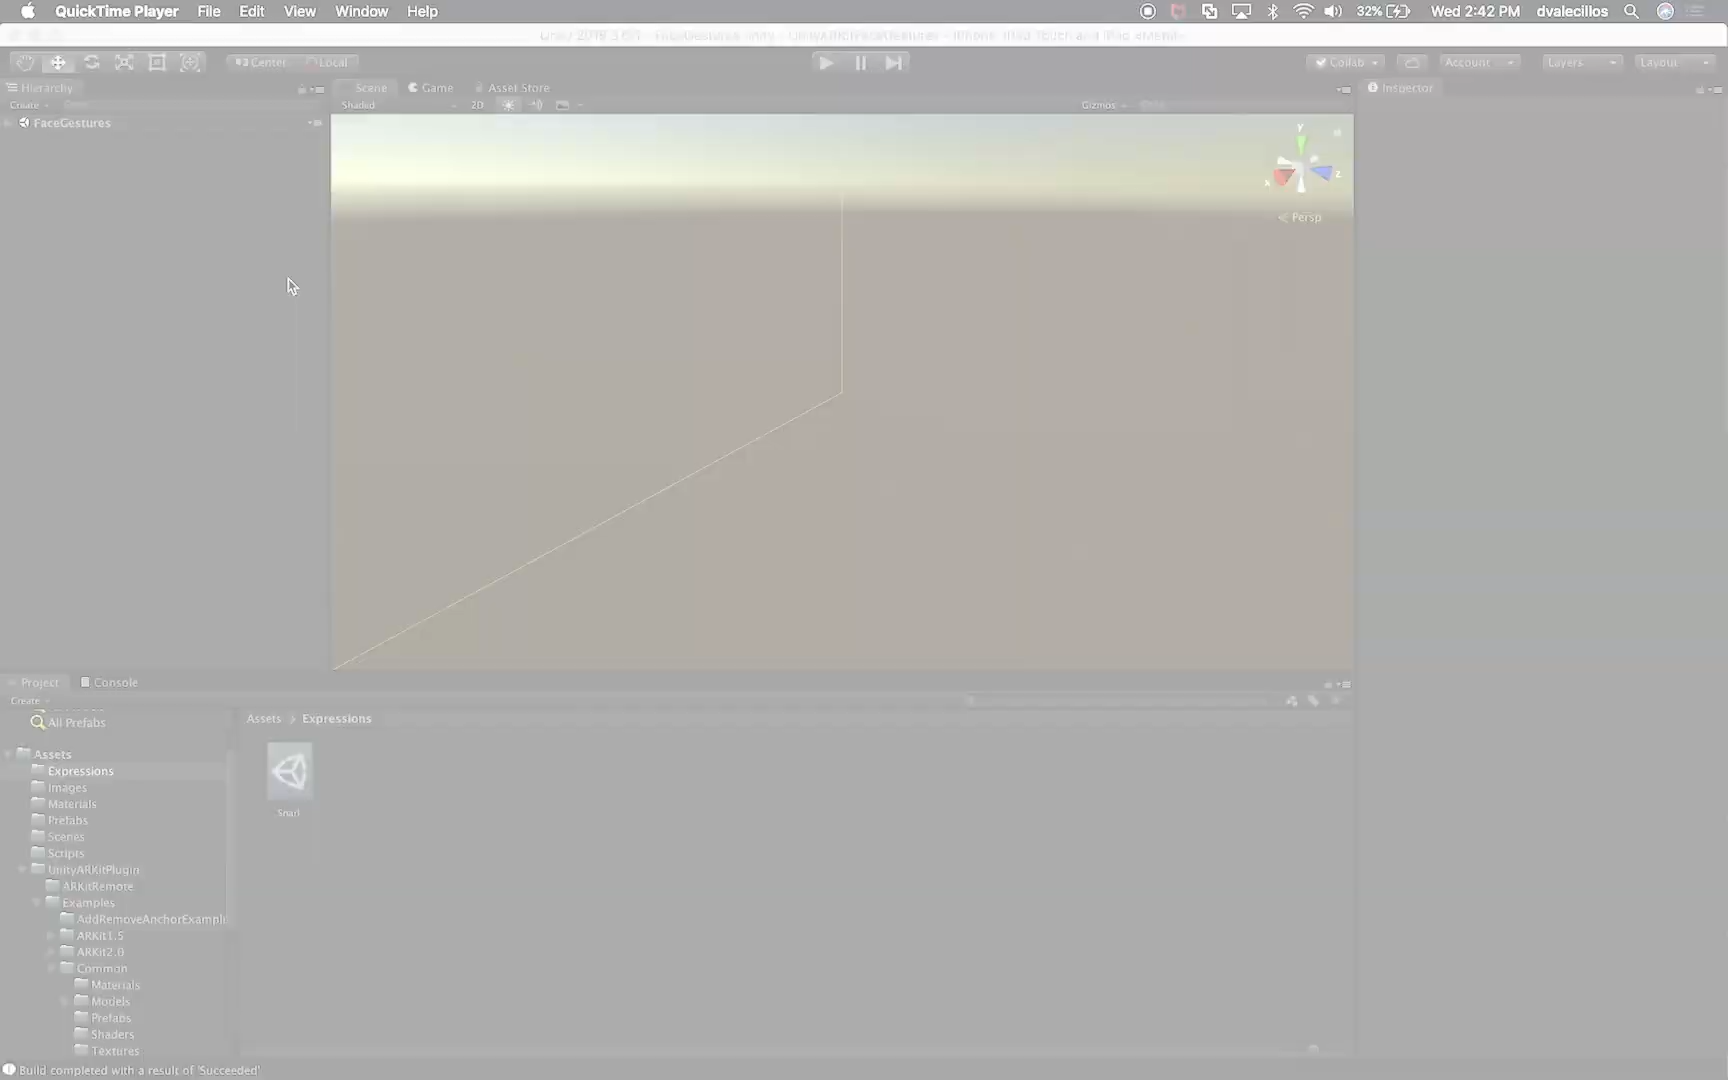 QuickTime Player File Edit View Window Help 32% Wed 2:42 PM dvalecillos
Center Local Collab Account Layers Layout
Hierarchy Scene Game Asset Store Inspector
Create Shaded 2D Gizmos
FaceGestures
Y
X Z
Persp
Project Console
Create
All Prefabs Assets Expressions
Assets
Expressions
Images
Materials
Snarl
Prefabs
Scenes
Scripts
UnityARKitPlugin
ARKitRemote
Examples
AddRemoveAnchorExampl
ARKit1.5
ARKit2.0
Common
Materials
Models
Prefabs
Shaders
Textures
Build completed with a result of 'Succeeded'